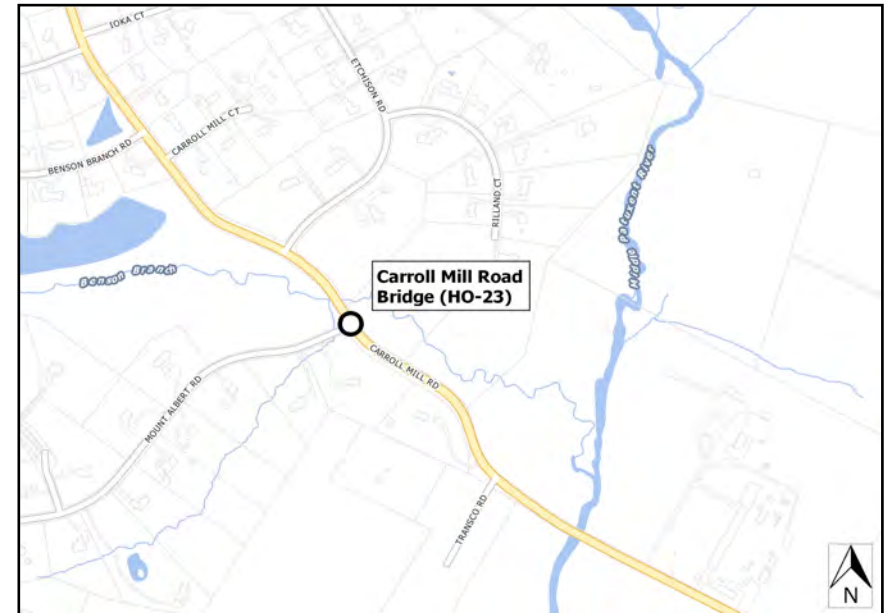 IOKA CT
ETCHISON RD
CARROLL MILL CT
BENSON BRANCH RD
RILLAND CT
Middle Patuxent River
Benson Branch
Carroll Mill Road
Bridge (HO-23)
CARROLL MILL RD
MOUNT ALBERT RD
TRANSCO RD
N